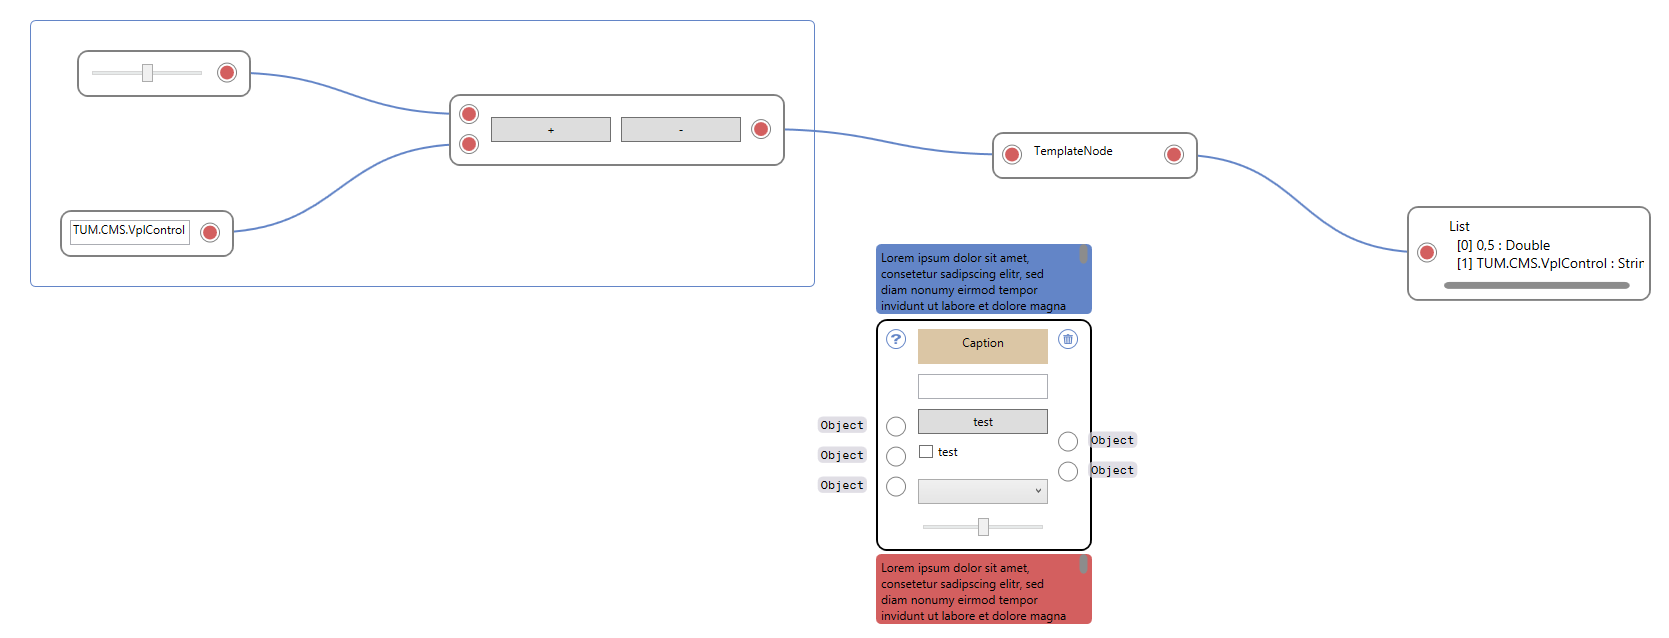 +
-
TemplateNode
TUM.CMS.VplControl
List
[0] 0,5 : Double
[1] TUM.CMS.VplControl : Strin
Lorem ipsum dolor sit amet,
consetetur sadipscing elitr, sed
diam nonumy eirmod tempor
invidunt ut labore et dolore magna
?
Caption
test
Object
Object
Object
test
Object
Object
Lorem ipsum dolor sit amet,
consetetur sadipscing elitr, sed
diam nonumy eirmod tempor
invidunt ut labore et dolore magna